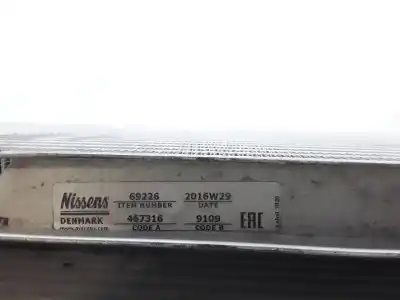 Nissens 69226 2016W29
ITEM NUMBER DATE
DENMARK 467316 9109 EAC
CODE A CODE B